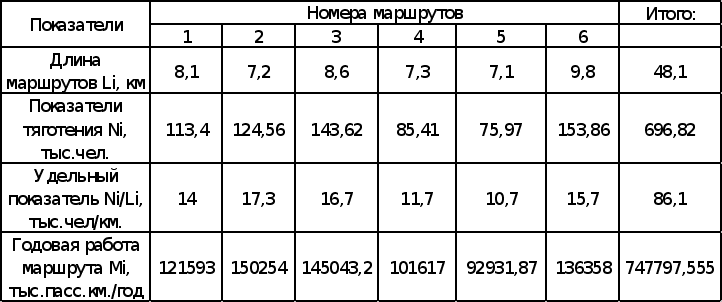 Показатели Номера маршрутов Итого:
1 2 3 4 5 6
Длина
маршрутов Li, км 8,1 7,2 8,6 7,3 7,1 9,8 48,1
Показатели
тяготения Ni,
тыс.чел. 113,4 124,56 143,62 85,41 75,97 153,86 696,82
Удельный
показатель Ni/Li,
тыс.чел/км. 14 17,3 16,7 11,7 10,7 15,7 86,1
Годовая работа
маршрута Mi,
тыс.пасс.км./год 121593 150254 145043,2 101617 92931,87 136358 747797,555